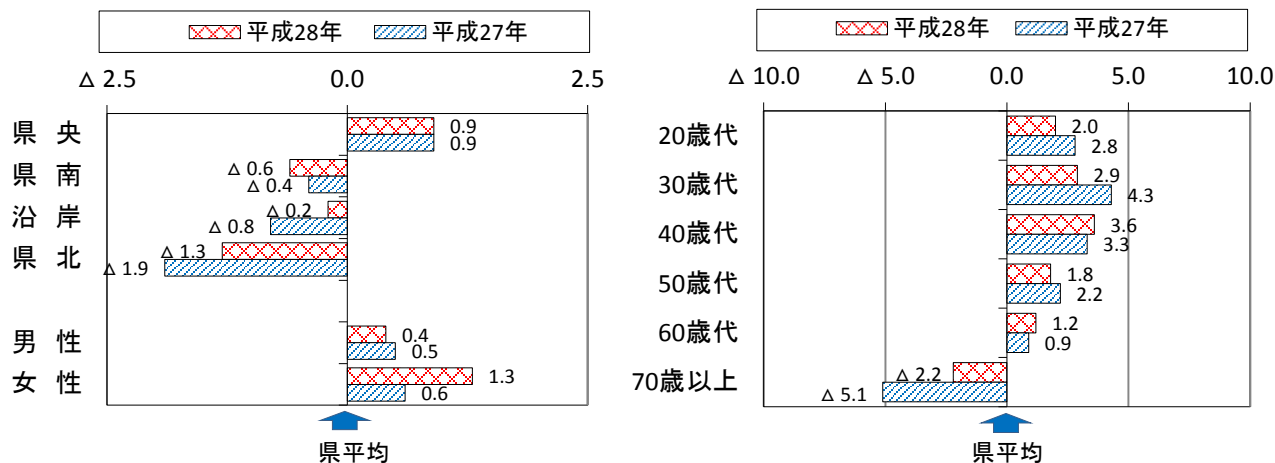 平成28年 平成27年
△ 2.5 0.0 2.5
県 央 0.9
0.9
県 南 △ 0.6
△ 0.4
沿 岸 △ 0.2
△ 0.8
県 北 △ 1.3
△ 1.9
男 性 0.4
0.5
女 性 1.3
0.6
県平均
平成28年 平成27年
△ 10.0 △ 5.0 0.0 5.0 10.0
20歳代 2.0
2.8
30歳代 2.9
4.3
40歳代 3.6
3.3
50歳代 1.8
2.2
60歳代 1.2
0.9
70歳以上 △ 2.2
△ 5.1
県平均